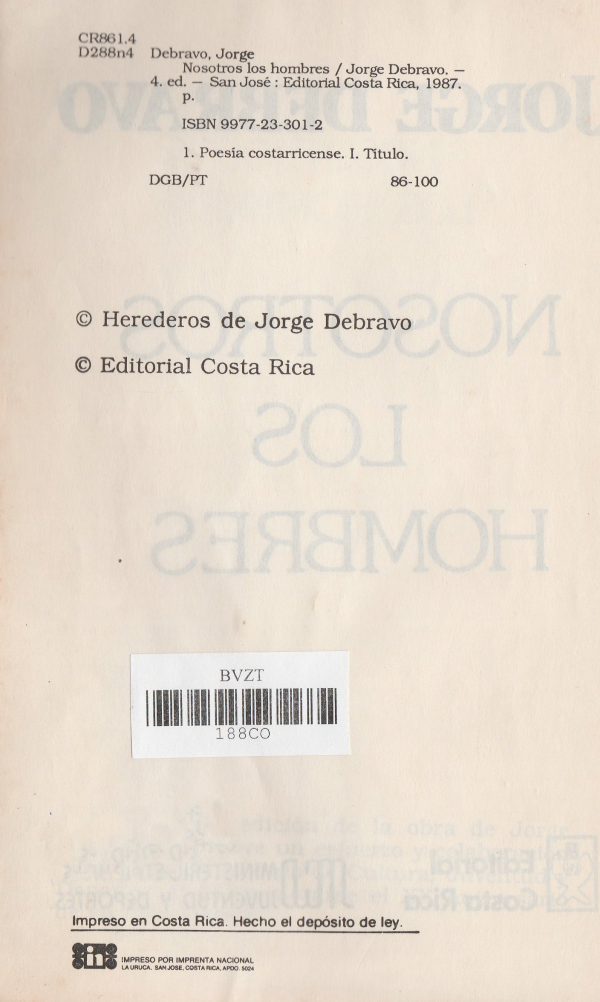 CR861.4
D288n4 Debravo, Jorge
Nosotros los hombres / Jorge Debravo. —
4. ed. — San José : Editorial Costa Rica, 1987.
p.
ISBN 9977-23-301-2
1. Poesía costarricense. I. Título.
DGB/PT 86-100
© Herederos de Jorge Debravo
© Editorial Costa Rica
BVZT
188CO
Impreso en Costa Rica. Hecho el depósito de ley.
IMPRESO POR IMPRENTA NACIONAL
LA URUCA. SAN JOSE, COSTA RICA, APDO. 5024